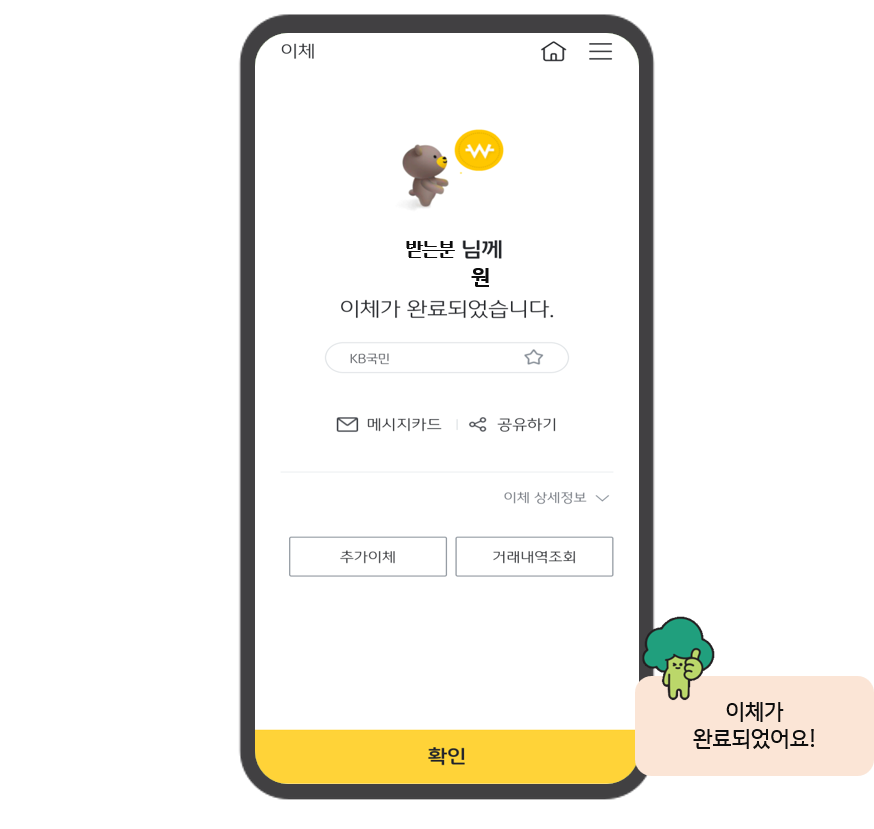 이체
받는분 님께
원
이체가 완료되었습니다.
KB국민
메시지카드 공유하기
이체 상세정보
추가이체 거래내역조회
확인
이체가
완료되었어요!